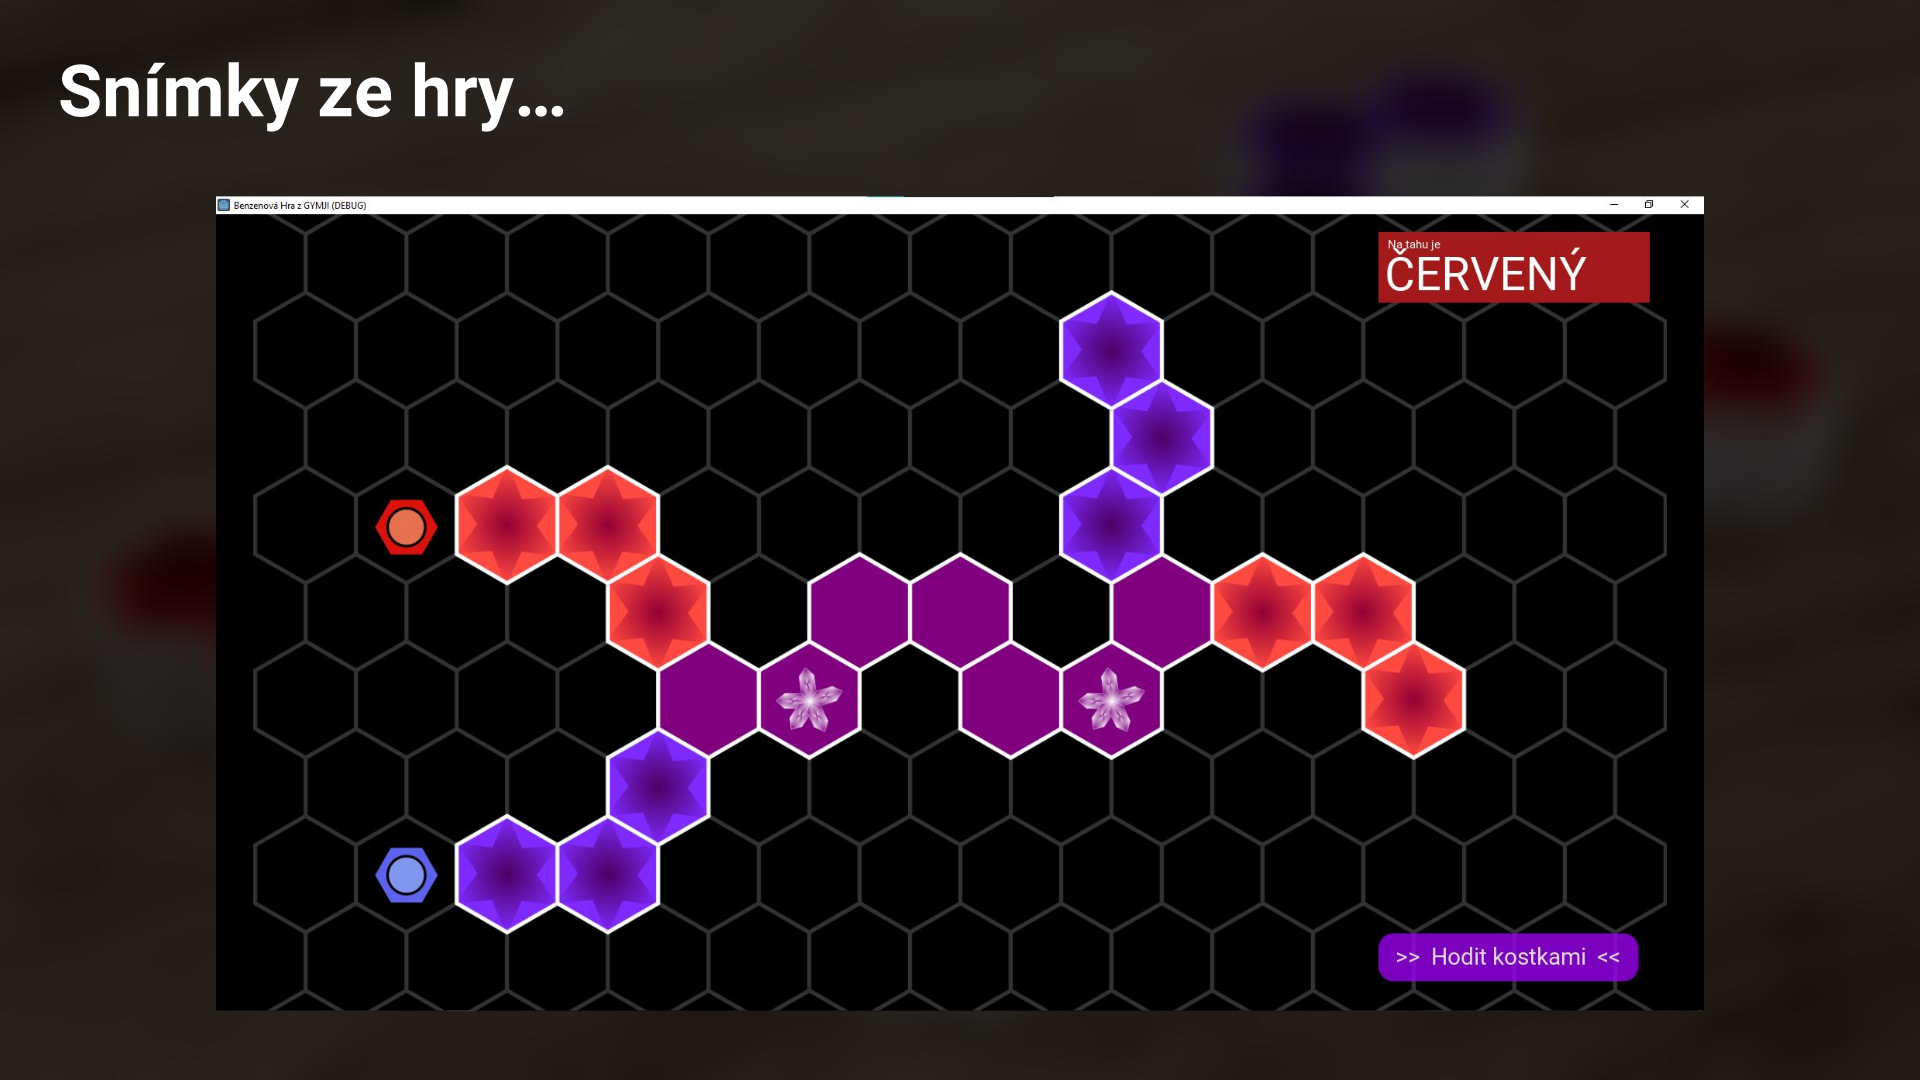 Snímky ze hry...
Benzenová Hra z GYMJI (DEBUG)
Na tahu je
ČERVENÝ
>> Hodit kostkami <<